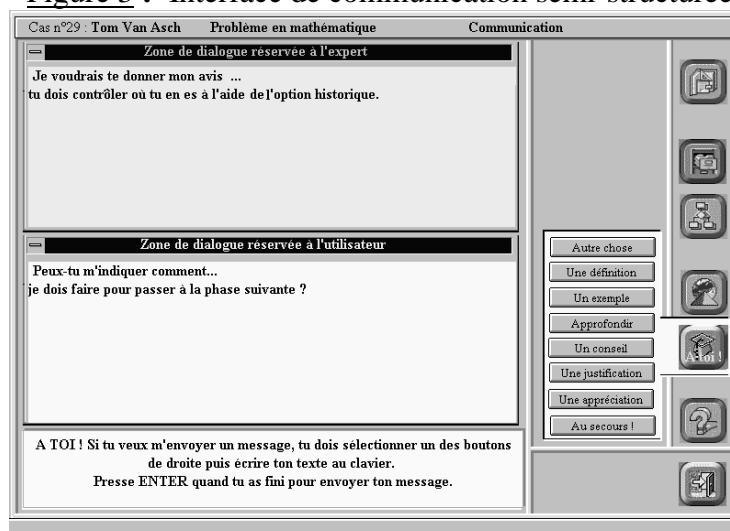 Figure 3 : Interface de communication semi-structurée
Cas n°29 : Tom Van Asch Problème en mathématique Communication
Zone de dialogue réservée à l'expert
Je voudrais te donner mon avis ...
tu dois contrôler où tu en es à l'aide de l'option historique.
Zone de dialogue réservée à l'utilisateur
Peux-tu m'indiquer comment...
je dois faire pour passer à la phase suivante ?
Autre chose
Une définition
Un exemple
Approfondir
Un conseil
Une justification
Une appréciation
Au secours !
A toi !
A TOI ! Si tu veux m'envoyer un message, tu dois sélectionner un des boutons
de droite puis écrire ton texte au clavier.
Presse ENTER quand tu as fini pour envoyer ton message.